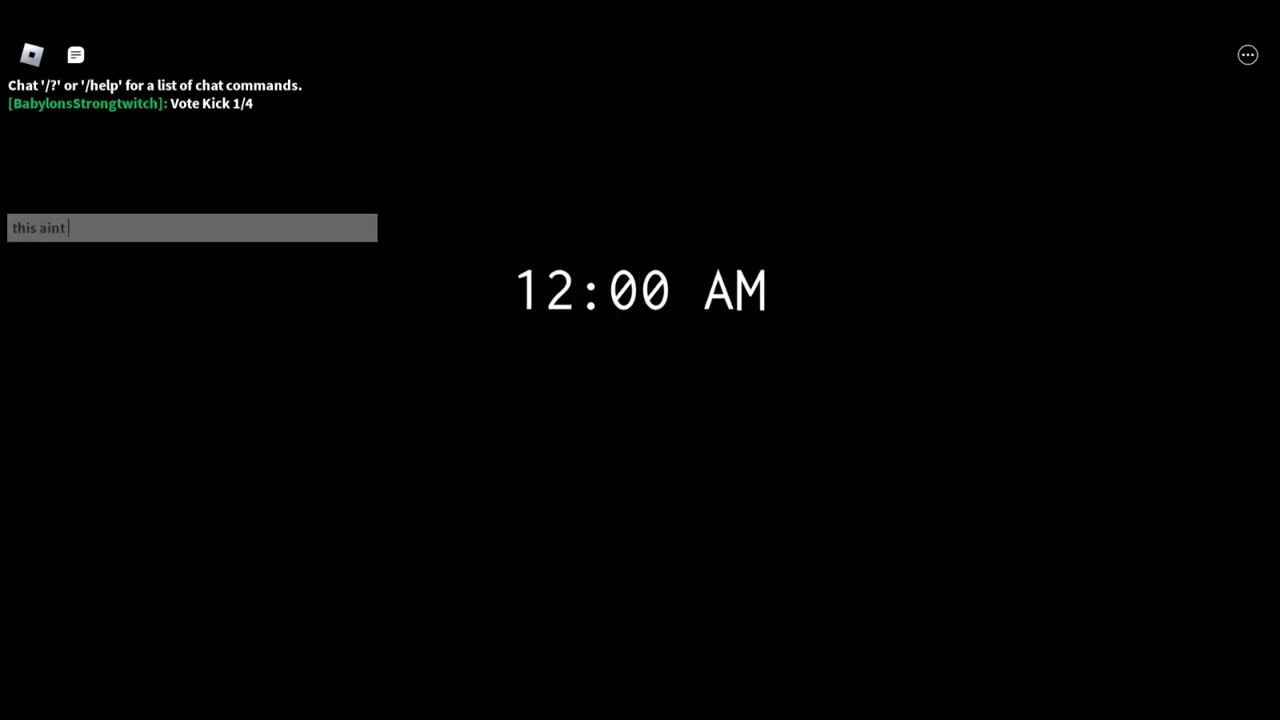 Chat '/?' or '/help' for a list of chat commands.
[BabylonsStrongtwitch]: Vote Kick 1/4
this aint
12:00 AM